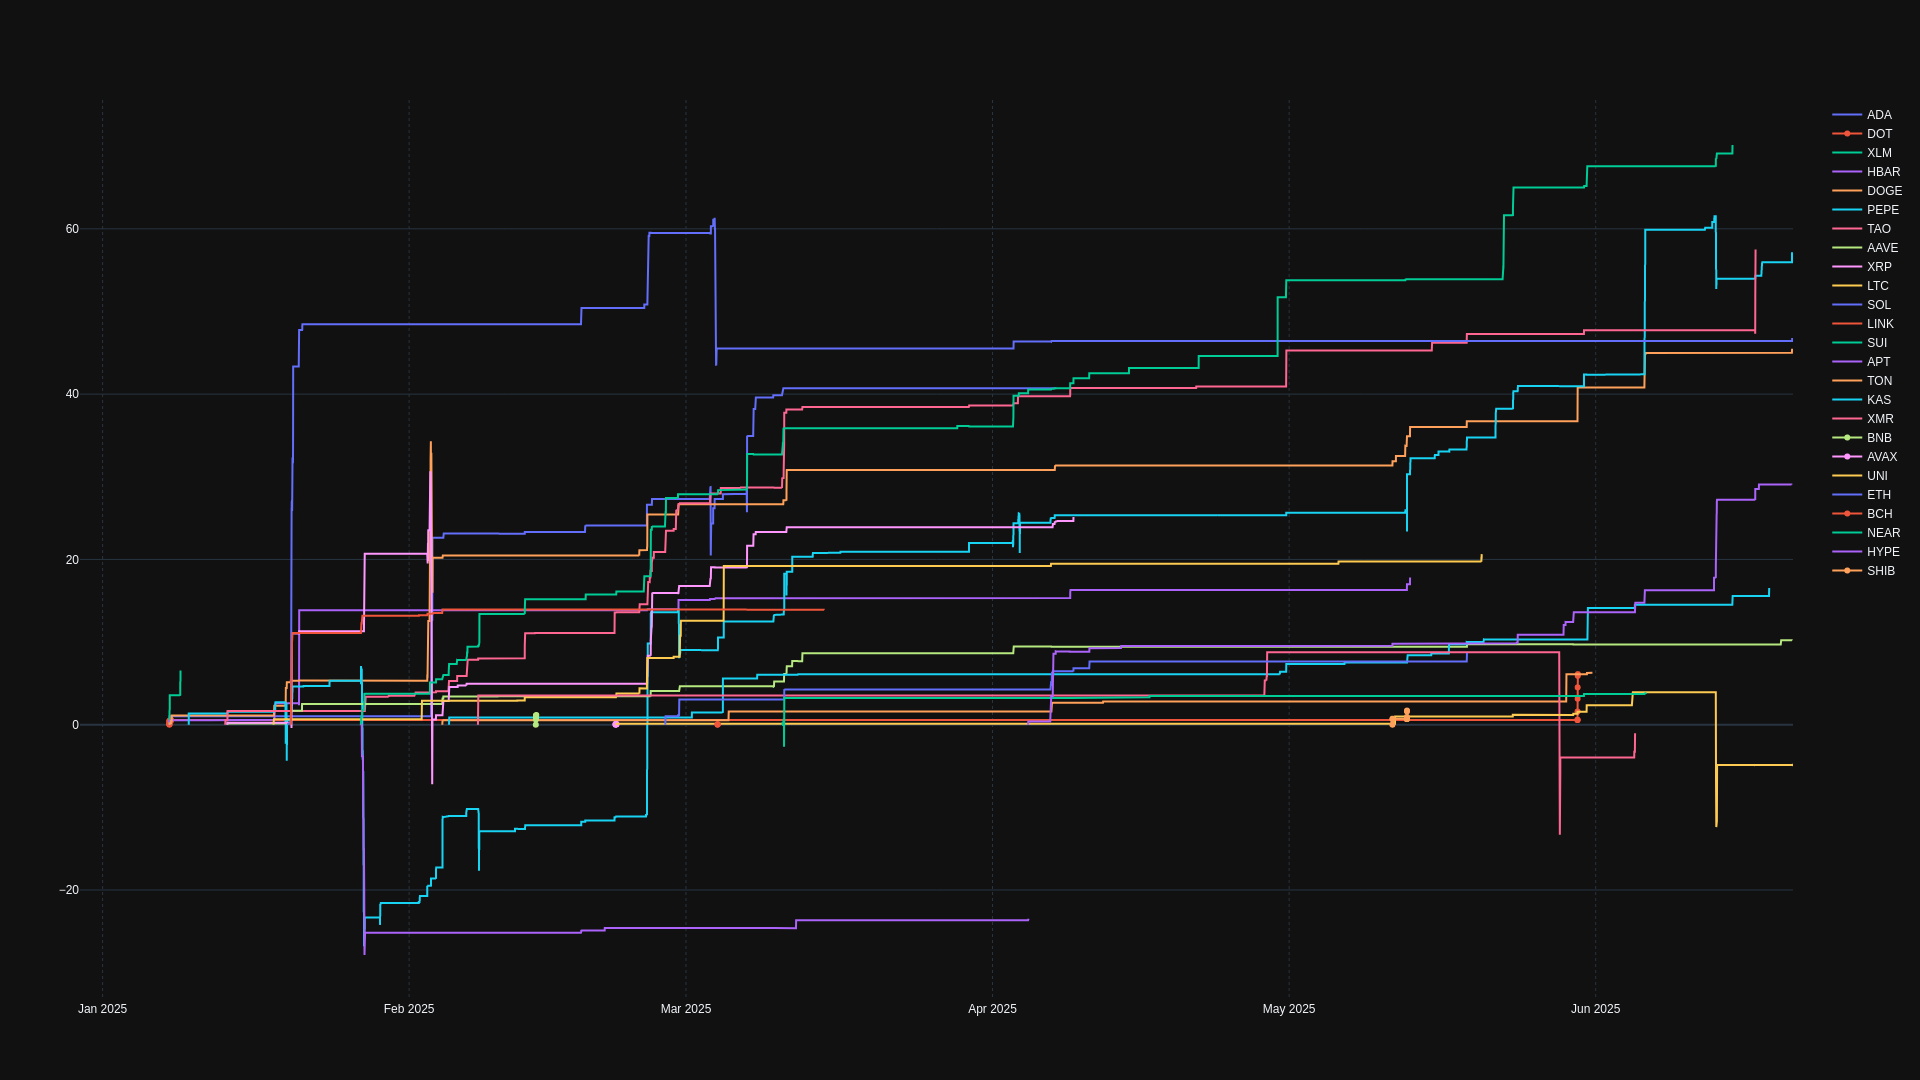 60
40
20
0
−20
Jan 2025
Feb 2025
Mar 2025
Apr 2025
May 2025
Jun 2025
ADA
DOT
XLM
HBAR
DOGE
PEPE
TAO
AAVE
XRP
LTC
SOL
LINK
SUI
APT
TON
KAS
XMR
BNB
AVAX
UNI
ETH
BCH
NEAR
HYPE
SHIB